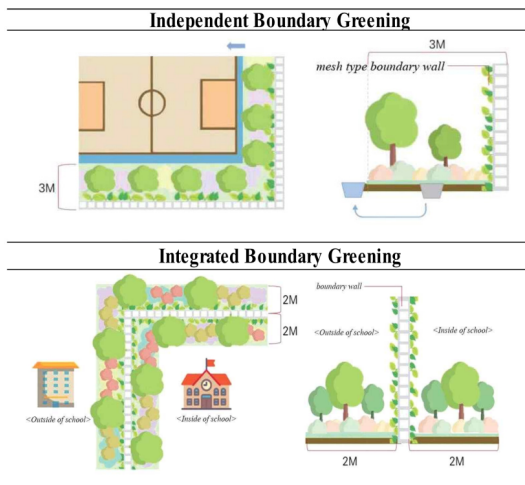 Independent Boundary Greening
3M
mesh type boundary wall
3M
Integrated Boundary Greening
2M
2M
<Outside of school>
<Inside of school>
boundary wall
<Outside of school>
<Inside of school>
2M
2M